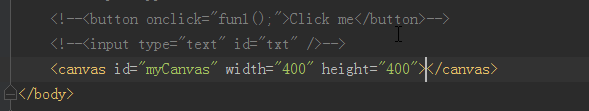 <!--<button onclick="fun1();">Click me</button>-->
<!--<input type="text" id="txt" />-->
<canvas id="myCanvas" width="400" height="400"></canvas>
</body>